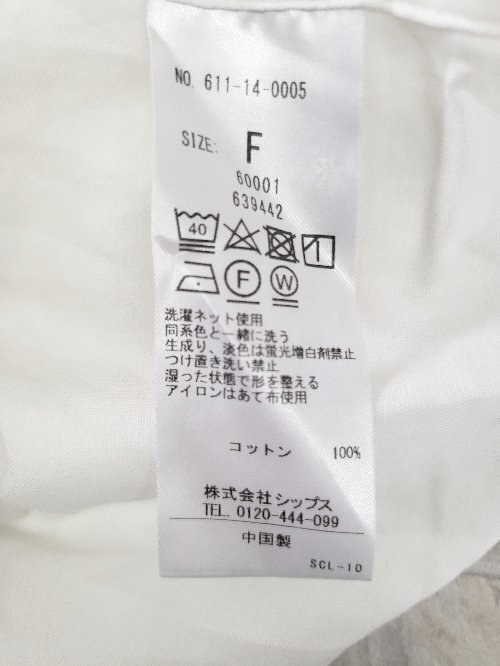 NO. 611-14-0005
SIZE: F
60001
639442
40
F W
洗濯ネット使用
同系色と一緒に洗う
生成り、淡色は蛍光増白剤禁止
つけ置き洗い禁止
湿った状態で形を整える
アイロンはあて布使用
コットン 100%
株式会社シップス
TEL. 0120-444-099
中国製
SCL-10